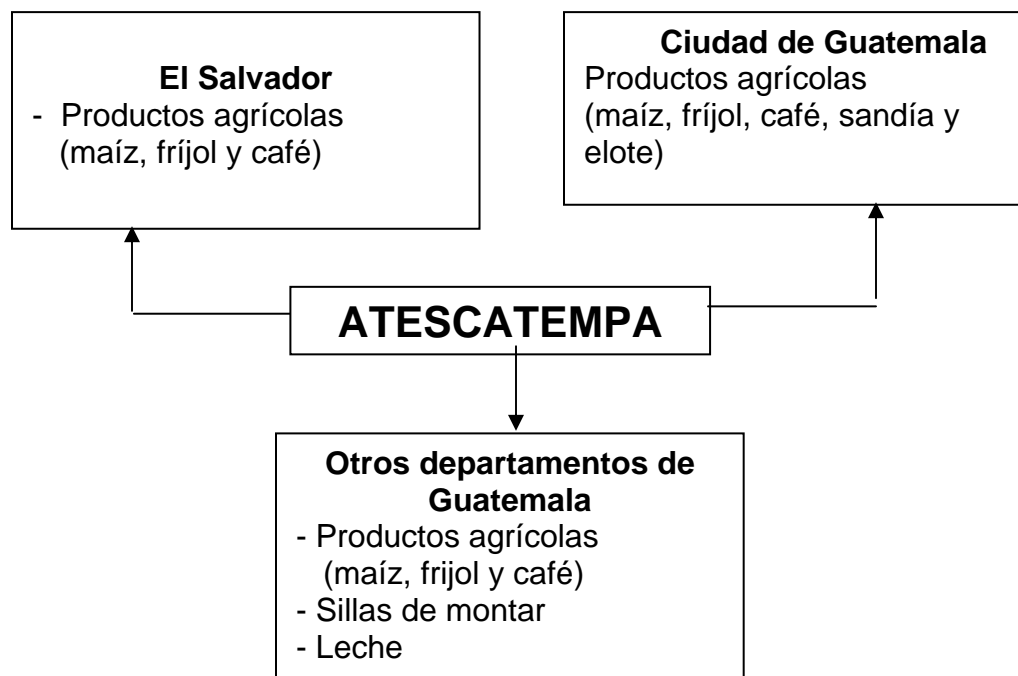 El Salvador
- Productos agrícolas
(maíz, fríjol y café)
Ciudad de Guatemala
Productos agrícolas
(maíz, fríjol, café, sandía y
elote)
ATESCATEMPA
Otros departamentos de
Guatemala
- Productos agrícolas
(maíz, frijol y café)
- Sillas de montar
- Leche